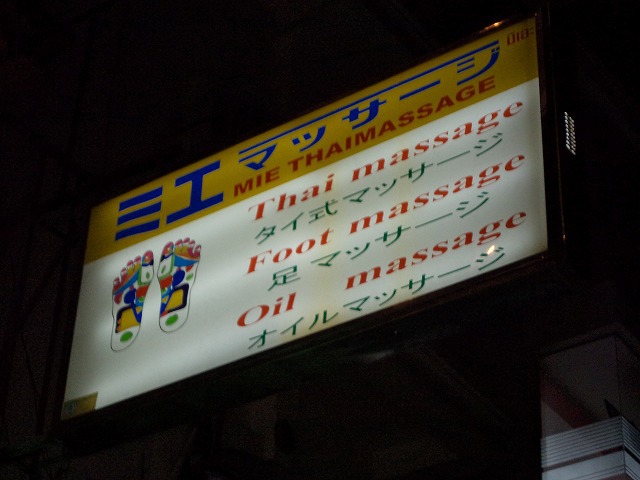 ミエマッサージ
MIE THAIMASSAGE
Thai massage
タイ式マッサージ
Foot massage
足マッサージ
Oil massage
オイルマッサージ